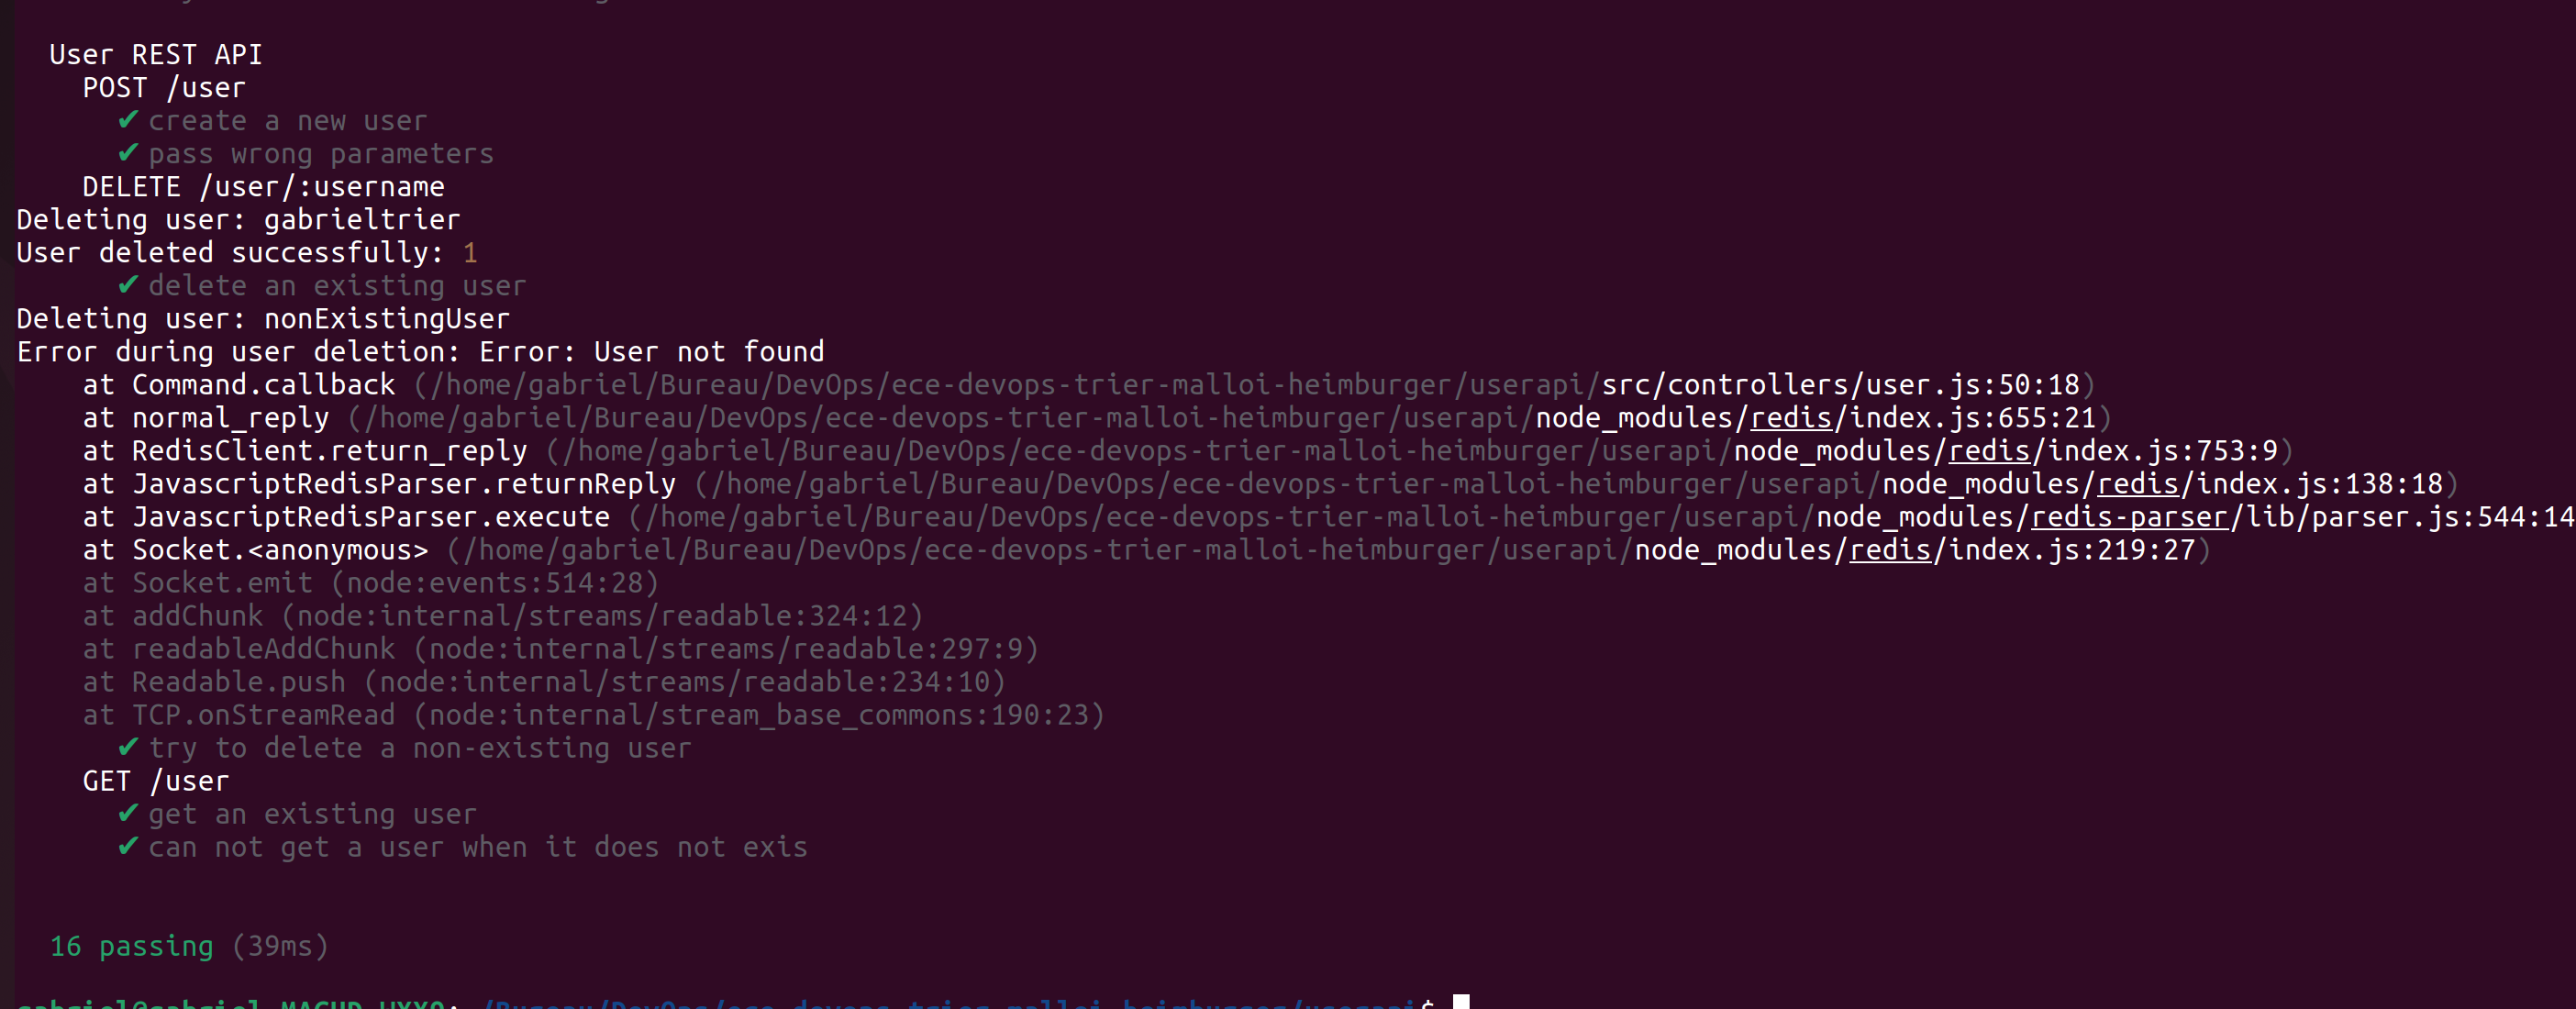 User REST API
POST /user
✔ create a new user
✔ pass wrong parameters
DELETE /user/:username
Deleting user: gabrieltrier
User deleted successfully: 1
✔ delete an existing user
Deleting user: nonExistingUser
Error during user deletion: Error: User not found
at Command.callback (/home/gabriel/Bureau/DevOps/ece-devops-trier-malloi-heimburger/userapi/src/controllers/user.js:50:18)
at normal_reply (/home/gabriel/Bureau/DevOps/ece-devops-trier-malloi-heimburger/userapi/node_modules/redis/index.js:655:21)
at RedisClient.return_reply (/home/gabriel/Bureau/DevOps/ece-devops-trier-malloi-heimburger/userapi/node_modules/redis/index.js:753:9)
at JavascriptRedisParser.returnReply (/home/gabriel/Bureau/DevOps/ece-devops-trier-malloi-heimburger/userapi/node_modules/redis/index.js:138:18)
at JavascriptRedisParser.execute (/home/gabriel/Bureau/DevOps/ece-devops-trier-malloi-heimburger/userapi/node_modules/redis-parser/lib/parser.js:544:14
at Socket.<anonymous> (/home/gabriel/Bureau/DevOps/ece-devops-trier-malloi-heimburger/userapi/node_modules/redis/index.js:219:27)
at Socket.emit (node:events:514:28)
at addChunk (node:internal/streams/readable:324:12)
at readableAddChunk (node:internal/streams/readable:297:9)
at Readable.push (node:internal/streams/readable:234:10)
at TCP.onStreamRead (node:internal/stream_base_commons:190:23)
✔ try to delete a non-existing user
GET /user
✔ get an existing user
✔ can not get a user when it does not exis
16 passing (39ms)